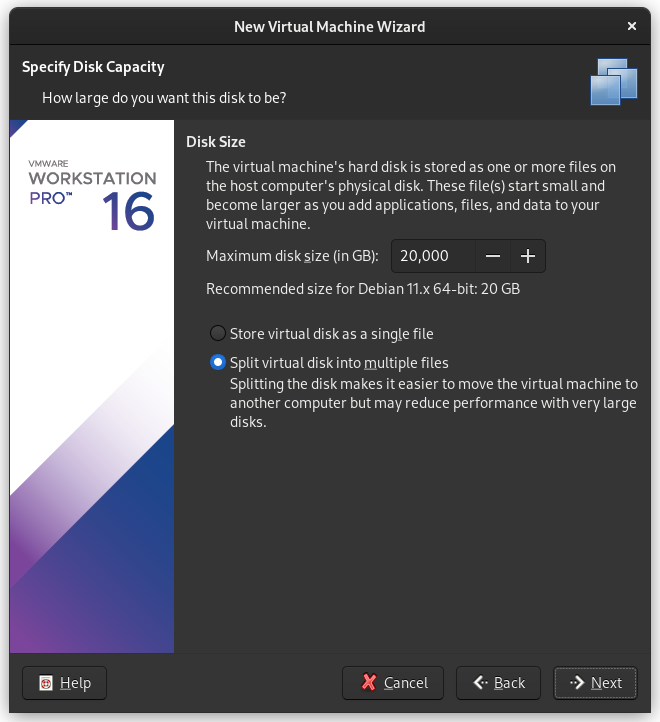 New Virtual Machine Wizard
Specify Disk Capacity
How large do you want this disk to be?
VMWARE
WORKSTATION
PRO™
16
Disk Size
The virtual machine's hard disk is stored as one or more files on
the host computer's physical disk. These file(s) start small and
become larger as you add applications, files, and data to your
virtual machine.
Maximum disk size (in GB): 20,000
Recommended size for Debian 11.x 64-bit: 20 GB
Store virtual disk as a single file
Split virtual disk into multiple files
Splitting the disk makes it easier to move the virtual machine to
another computer but may reduce performance with very large
disks.
Help Cancel Back Next